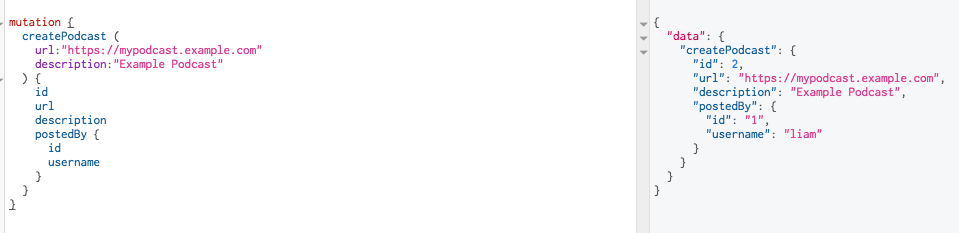 mutation {
  createPodcast (
    url:"https://mypodcast.example.com"
    description:"Example Podcast"
  ) {
    id
    url
    description
    postedBy {
      id
      username
    }
  }
}
{
  "data": {
    "createPodcast": {
      "id": 2,
      "url": "https://mypodcast.example.com",
      "description": "Example Podcast",
      "postedBy": {
        "id": "1",
        "username": "liam"
      }
    }
  }
}